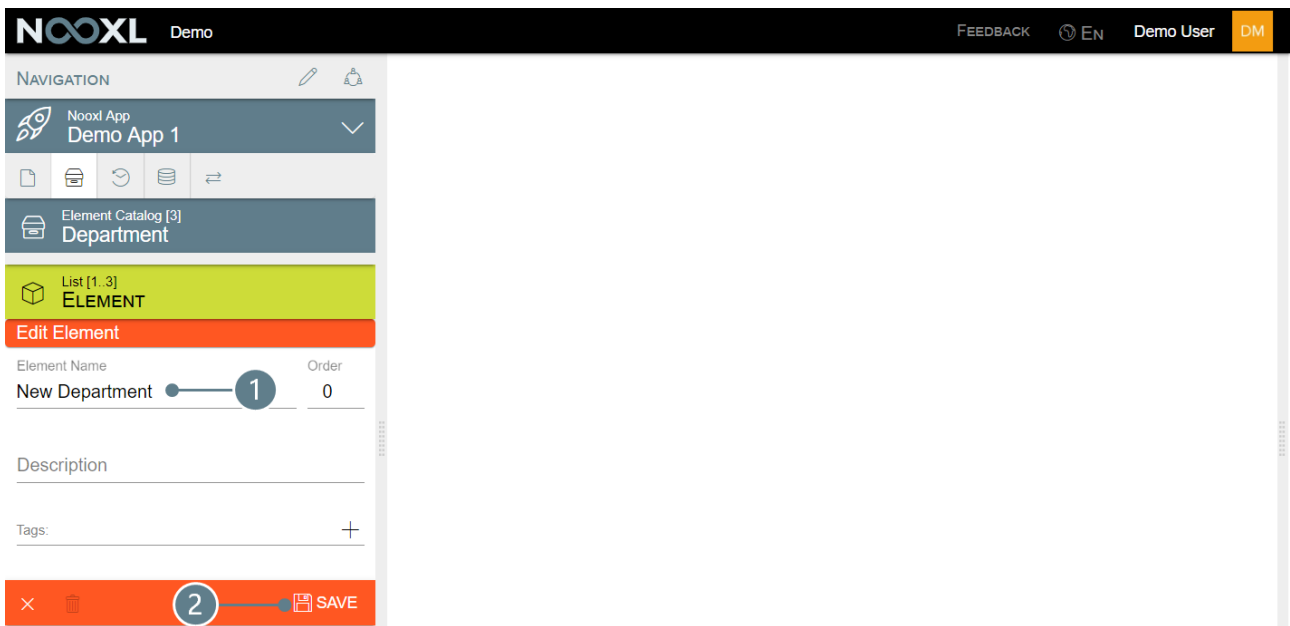 NOOXL Demo FEEDBACK EN Demo User DM
NAVIGATION
Nooxl App
Demo App 1
Element Catalog [3]
Department
List [1..3]
ELEMENT
Edit Element
Element Name Order
New Department 1 0
Description
Tags:
2 SAVE